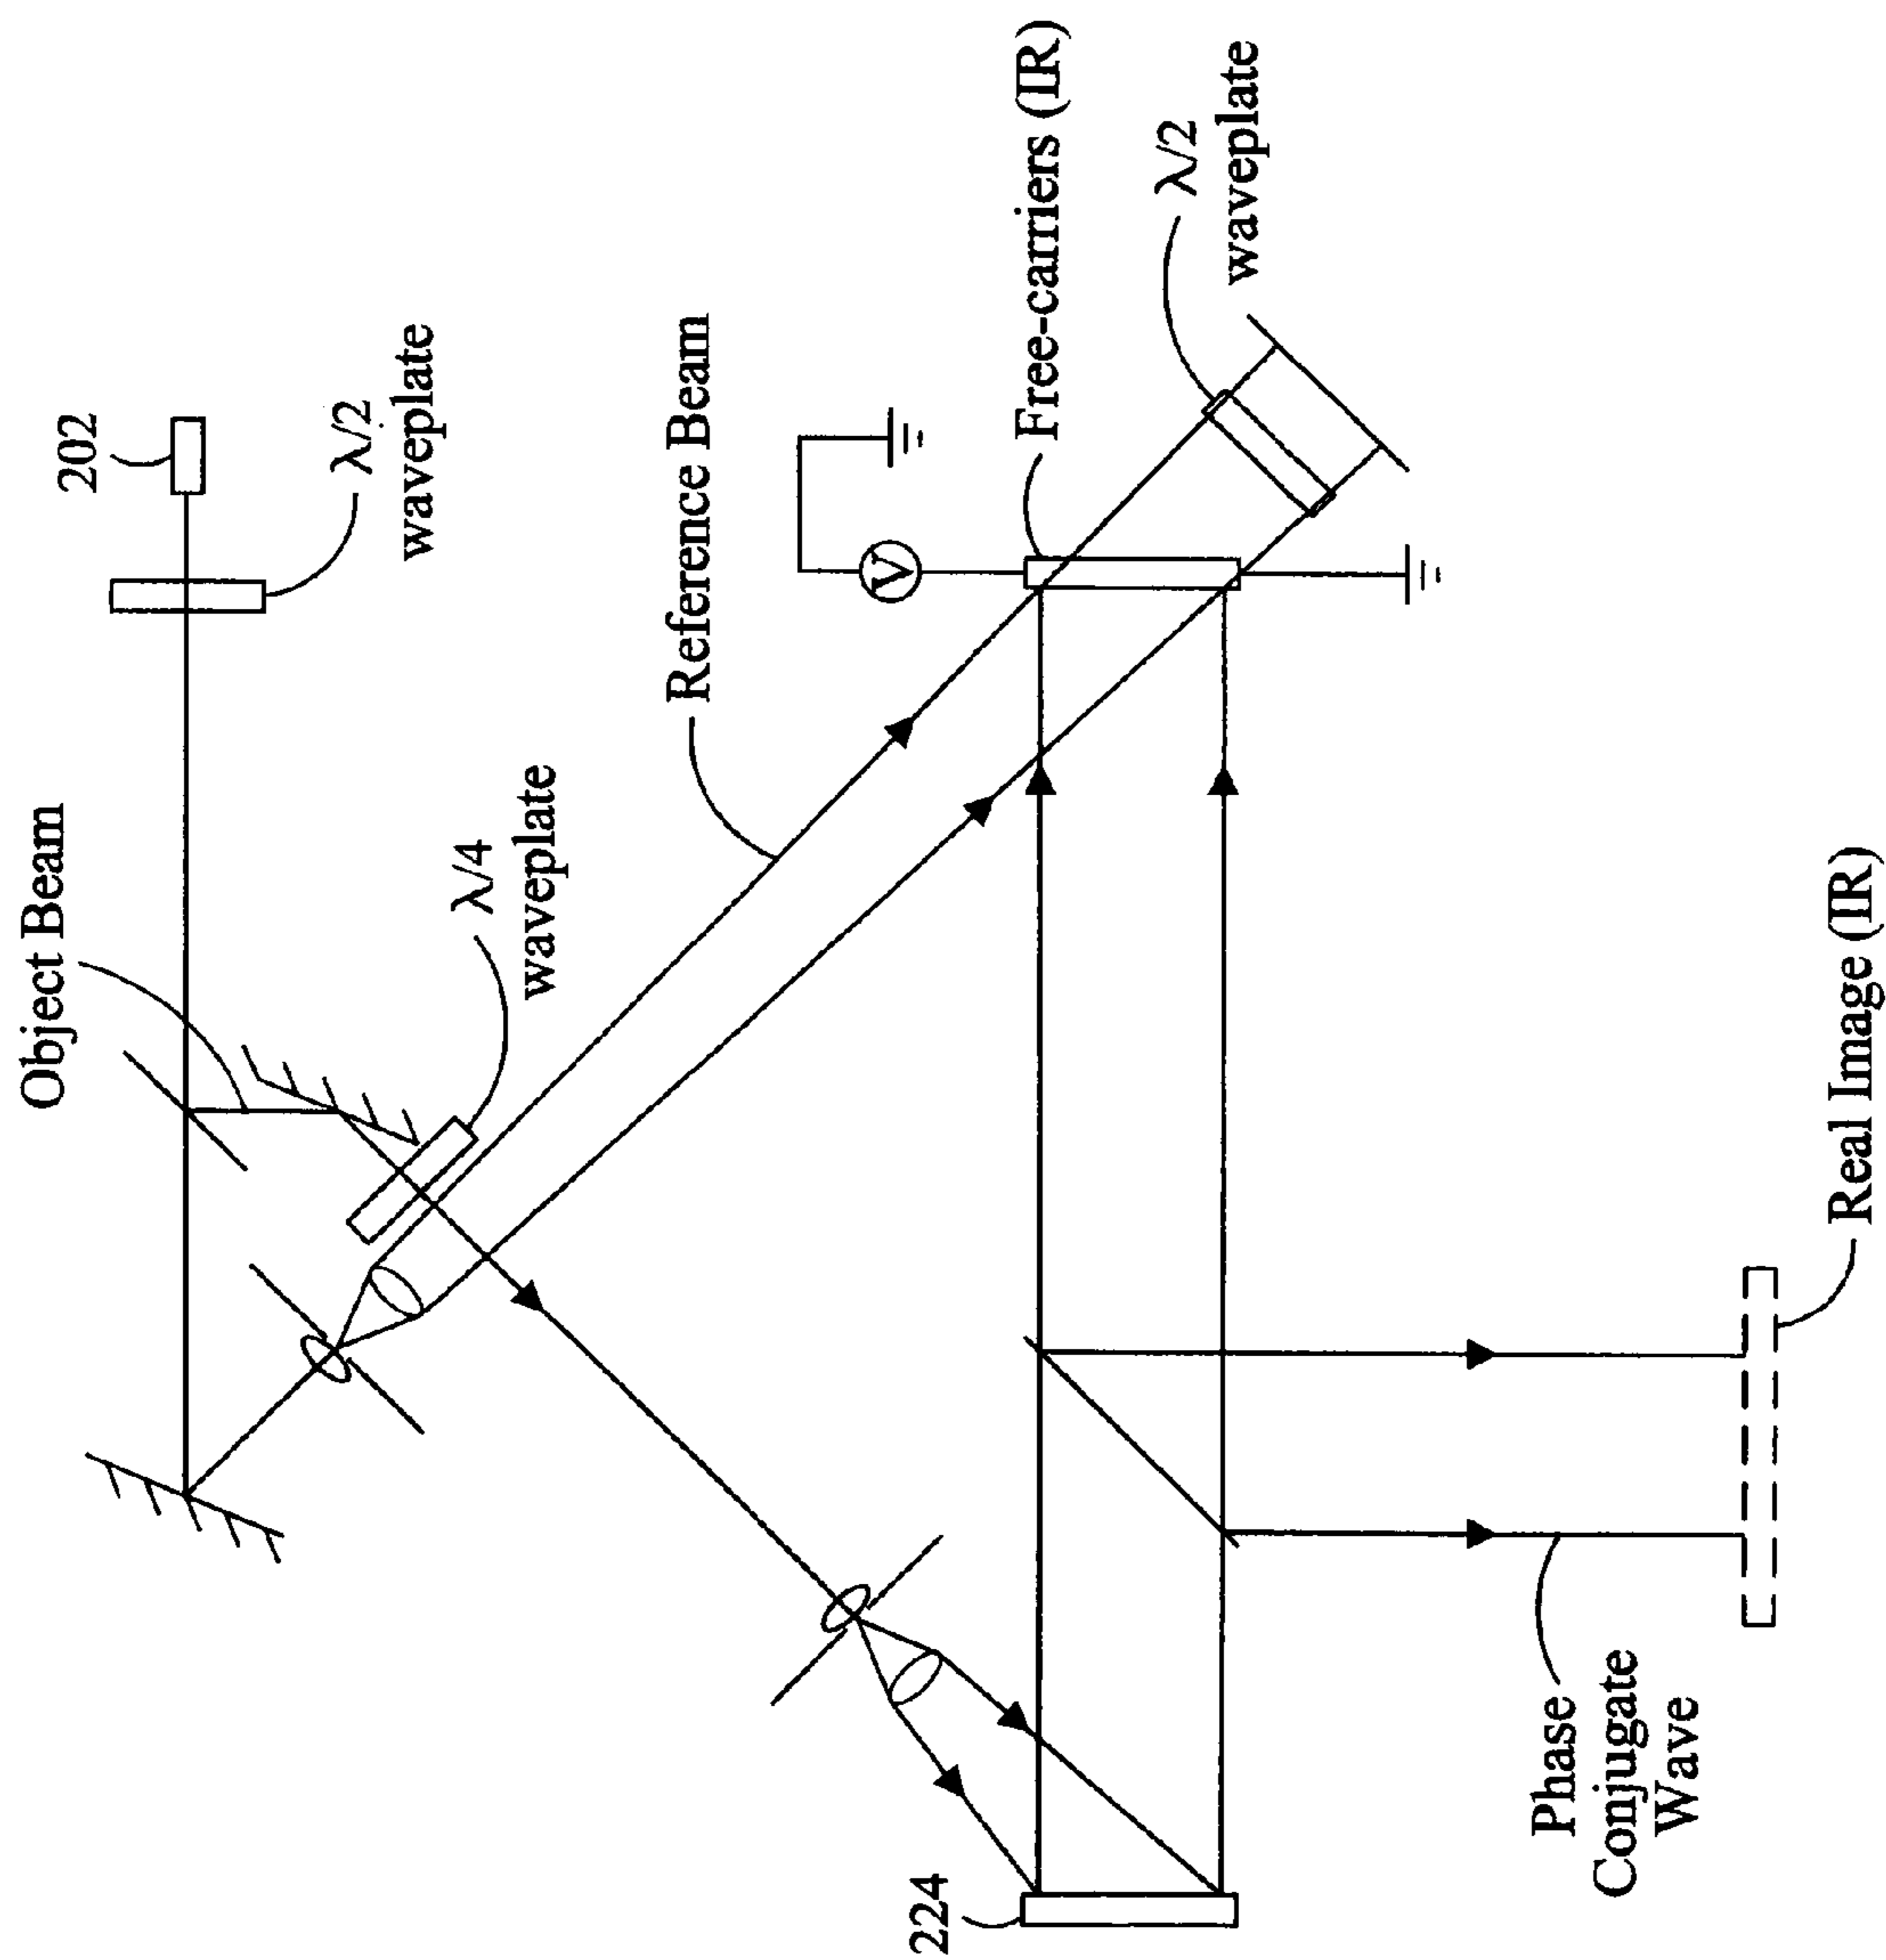 202
λ/2
waveplate
Object Beam
λ/4
waveplate
Reference Beam
V
Free-carriers (IR)
λ/2
waveplate
224
Phase
Conjugate
Wave
Real Image (IR)